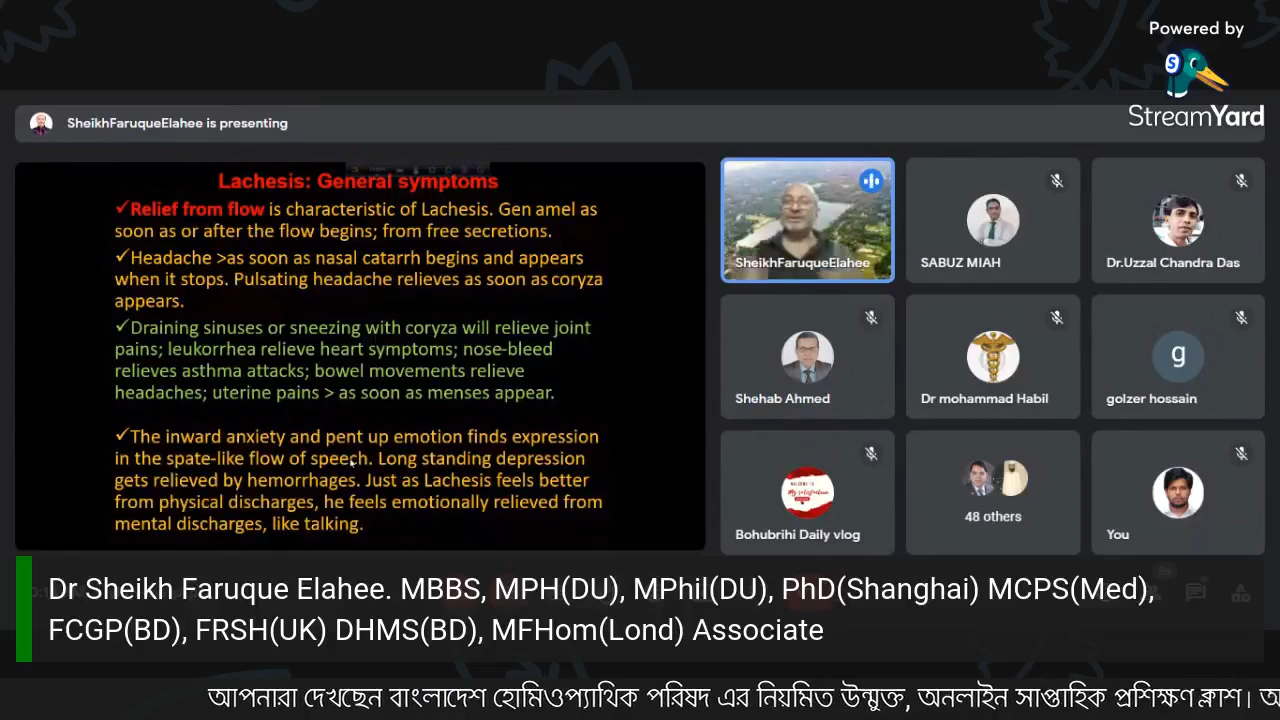 Powered by
StreamYard
SheikhFaruqueElahee is presenting
Lachesis: General symptoms
✓Relief from flow is characteristic of Lachesis. Gen amel as
soon as or after the flow begins; from free secretions.
✓Headache >as soon as nasal catarrh begins and appears
when it stops. Pulsating headache relieves as soon as coryza
appears.
✓Draining sinuses or sneezing with coryza will relieve joint
pains; leukorrhea relieve heart symptoms; nose-bleed
relieves asthma attacks; bowel movements relieve
headaches; uterine pains > as soon as menses appear.
✓The inward anxiety and pent up emotion finds expression
in the spate-like flow of speech. Long standing depression
gets relieved by hemorrhages. Just as Lachesis feels better
from physical discharges, he feels emotionally relieved from
mental discharges, like talking.
SheikhFaruqueElahee
SABUZ MIAH
Dr.Uzzal Chandra Das
Shehab Ahmed
Dr mohammad Habil
g
golzer hossain
Bohubrihi Daily vlog
48 others
You
Dr Sheikh Faruque Elahee. MBBS, MPH(DU), MPhil(DU), PhD(Shanghai) MCPS(Med),
FCGP(BD), FRSH(UK) DHMS(BD), MFHom(Lond) Associate
আপনারা দেখছেন বাংলাদেশ হোমিওপ্যাথিক পরিষদ এর নিয়মিত উন্মুক্ত, অনলাইন সাপ্তাহিক প্রশিক্ষণ ক্লাশ।